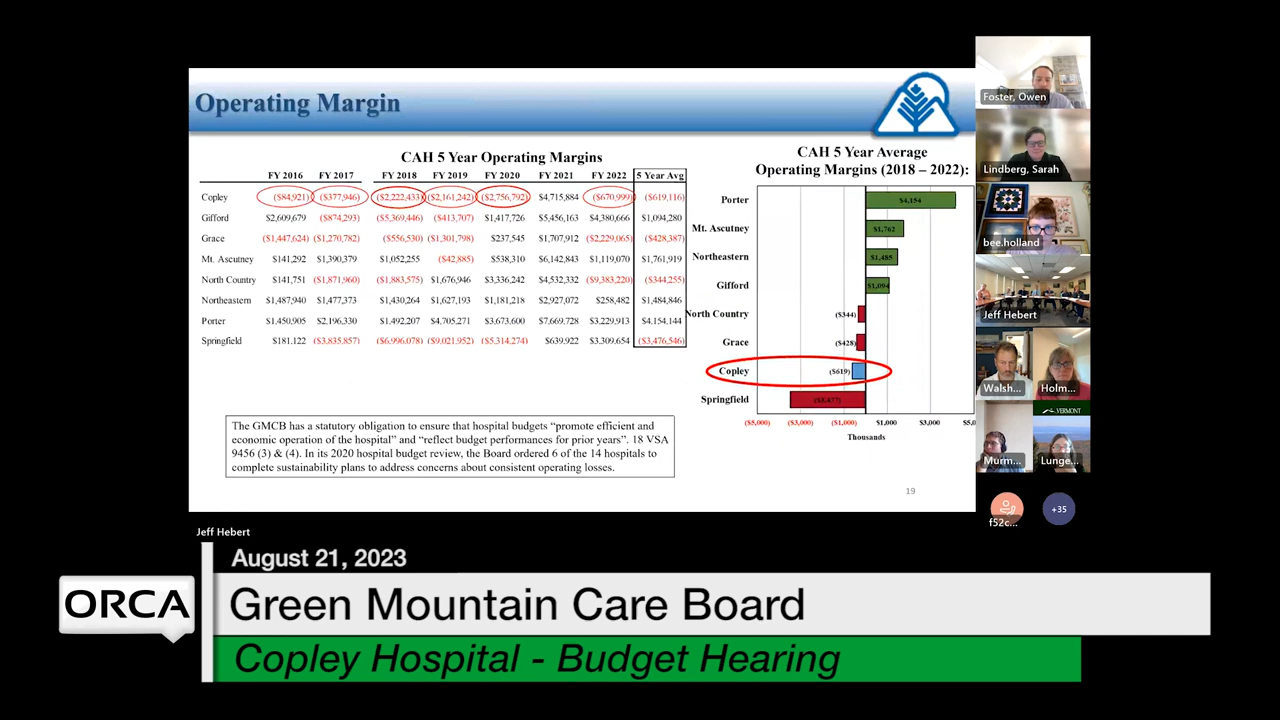 Operating Margin
CAH 5 Year Operating Margins
FY 2016 FY 2017 FY 2018 FY 2019 FY 2020 FY 2021 FY 2022 5 Year Avg
Copley ($84,921) ($377,946) ($2,222,433) ($2,161,242) ($2,756,792) $4,715,884 ($670,999) ($619,116)
Gifford $2,609,679 ($874,293) ($5,369,446) ($413,707) $1,417,726 $5,456,163 $4,380,666 $1,094,280
Grace ($1,447,624) ($1,270,782) ($556,530) ($1,301,798) $237,545 $1,707,912 ($2,229,065) ($428,387)
Mt. Ascutney $141,292 $1,390,379 $1,052,255 ($42,885) $538,310 $6,142,843 $1,119,070 $1,761,919
North Country $141,751 ($1,871,960) ($1,883,575) $1,676,946 $3,336,242 $4,532,332 ($9,383,220) ($344,255)
Northeastern $1,487,940 $1,477,373 $1,430,264 $1,627,193 $1,181,218 $2,927,072 $258,482 $1,484,846
Porter $1,450,905 $2,196,330 $1,492,207 $4,705,271 $3,673,600 $7,669,728 $3,229,913 $4,154,144
Springfield $181,122 ($3,835,857) ($6,996,078) ($9,021,952) ($5,314,274) $639,922 $3,309,654 ($3,476,546)
CAH 5 Year Average
Operating Margins (2018 – 2022):
Porter $4,154
Mt. Ascutney $1,762
Northeastern $1,485
Gifford $1,094
North Country ($344)
Grace ($428)
Copley ($619)
Springfield ($3,477)
($5,000) ($3,000) ($1,000) $1,000 $3,000 $5,0
Thousands
The GMCB has a statutory obligation to ensure that hospital budgets “promote efficient and
economic operation of the hospital” and “reflect budget performances for prior years”. 18 VSA
9456 (3) & (4). In its 2020 hospital budget review, the Board ordered 6 of the 14 hospitals to
complete sustainability plans to address concerns about consistent operating losses.
19
Foster, Owen
Lindberg, Sarah
bee.holland
Jeff Hebert
Walsh... Holm...
VERMONT
Murm... Lunge...
f52c... +35
Jeff Hebert
August 21, 2023
ORCA
Green Mountain Care Board
Copley Hospital - Budget Hearing